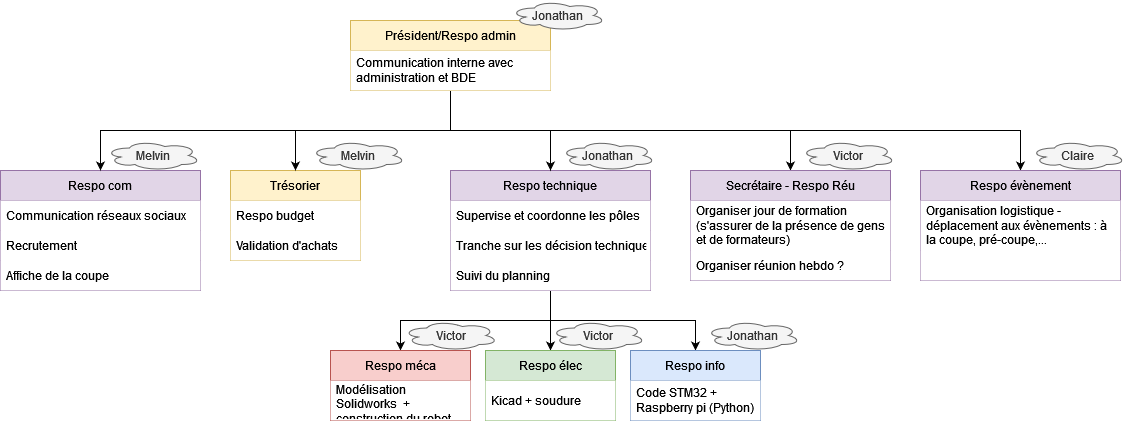 Jonathan
Président/Respo admin
Communication interne avec
administration et BDE
Melvin
Respo com
Communication réseaux sociaux
Recrutement
Affiche de la coupe
Melvin
Trésorier
Respo budget
Validation d'achats
Jonathan
Respo technique
Supervise et coordonne les pôles
Tranche sur les décision technique
Suivi du planning
Victor
Secrétaire - Respo Réu
Organiser jour de formation
(s'assurer de la présence de gens
et de formateurs)
Organiser réunion hebdo ?
Claire
Respo évènement
Organisation logistique -
déplacement aux évènements : à
la coupe, pré-coupe,...
Victor
Respo méca
Modélisation
Solidworks +
construction du robot
Victor
Respo élec
Kicad + soudure
Jonathan
Respo info
Code STM32 +
Raspberry pi (Python)